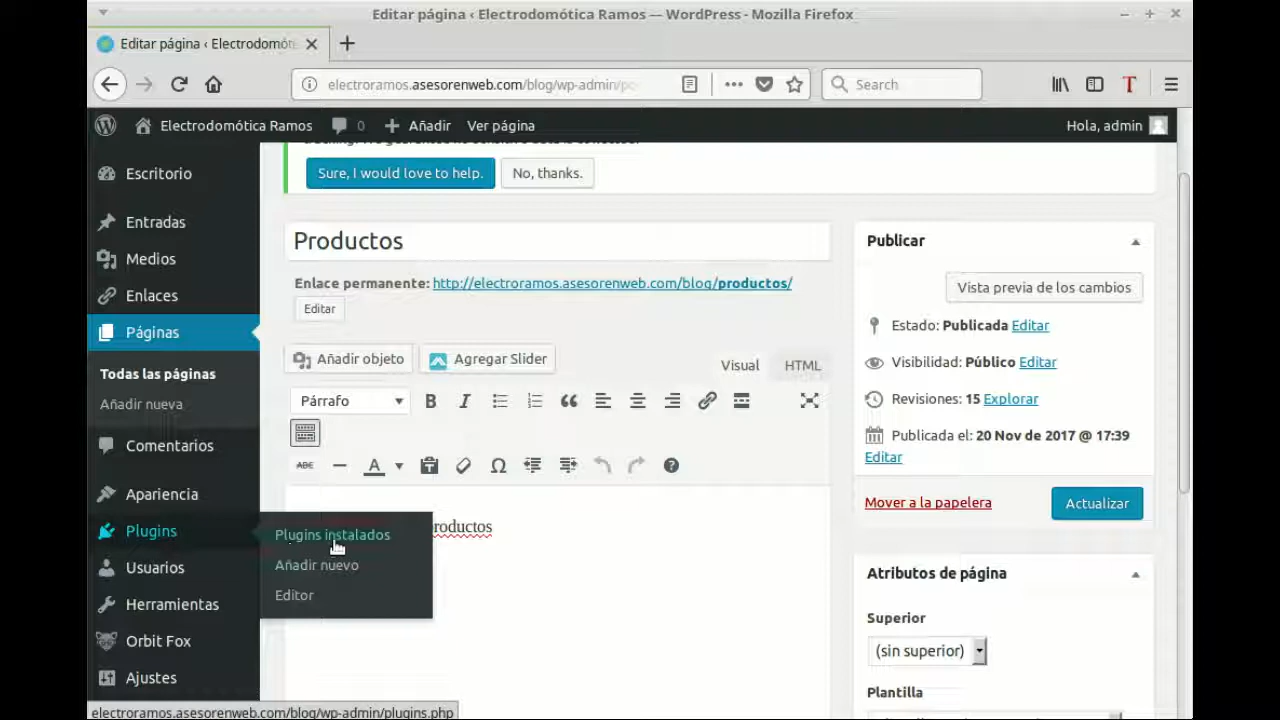 Editar página ‹ Electrodomótica Ramos — WordPress - Mozilla Firefox
Editar página ‹ Electrodomót
electroramos.asesorenweb.com/blog/wp-admin/po
Search
Electrodomótica Ramos
0
Añadir
Ver página
Hola, admin
Sure, I would love to help.
No, thanks.
Escritorio
Entradas
Medios
Enlaces
Páginas
Todas las páginas
Añadir nueva
Comentarios
Apariencia
Plugins
Usuarios
Herramientas
Orbit Fox
Ajustes
Plugins instalados
Añadir nuevo
Editor
Productos
Enlace permanente: http://electroramos.asesorenweb.com/blog/productos/
Editar
Añadir objeto
Agregar Slider
Visual
HTML
Párrafo
B
I
ABE
A
Ω
roductos
Publicar
Vista previa de los cambios
Estado: Publicada Editar
Visibilidad: Público Editar
Revisiones: 15 Explorar
Publicada el: 20 Nov de 2017 @ 17:39
Editar
Mover a la papelera
Actualizar
Atributos de página
Superior
(sin superior)
Plantilla
electroramos.asesorenweb.com/blog/wp-admin/plugins.php